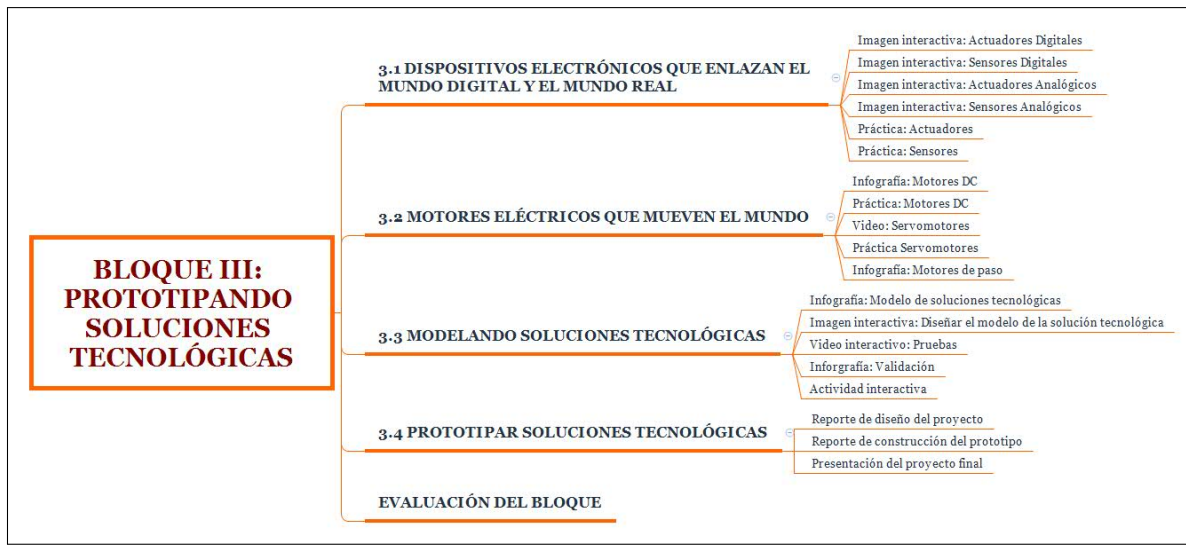 BLOQUE III:
PROTOTIPANDO
SOLUCIONES
TECNOLÓGICAS
3.1 DISPOSITIVOS ELECTRÓNICOS QUE ENLAZAN EL
MUNDO DIGITAL Y EL MUNDO REAL
Imagen interactiva: Actuadores Digitales
Imagen interactiva: Sensores Digitales
Imagen interactiva: Actuadores Analógicos
Imagen interactiva: Sensores Analógicos
Práctica: Actuadores
Práctica: Sensores
3.2 MOTORES ELÉCTRICOS QUE MUEVEN EL MUNDO
Infografía: Motores DC
Práctica: Motores DC
Video: Servomotores
Práctica Servomotores
Infografía: Motores de paso
3.3 MODELANDO SOLUCIONES TECNOLÓGICAS
Infografía: Modelo de soluciones tecnológicas
Imagen interactiva: Diseñar el modelo de la solución tecnológica
Video interactivo: Pruebas
Inforgrafía: Validación
Actividad interactiva
3.4 PROTOTIPAR SOLUCIONES TECNOLÓGICAS
Reporte de diseño del proyecto
Reporte de construcción del prototipo
Presentación del proyecto final
EVALUACIÓN DEL BLOQUE